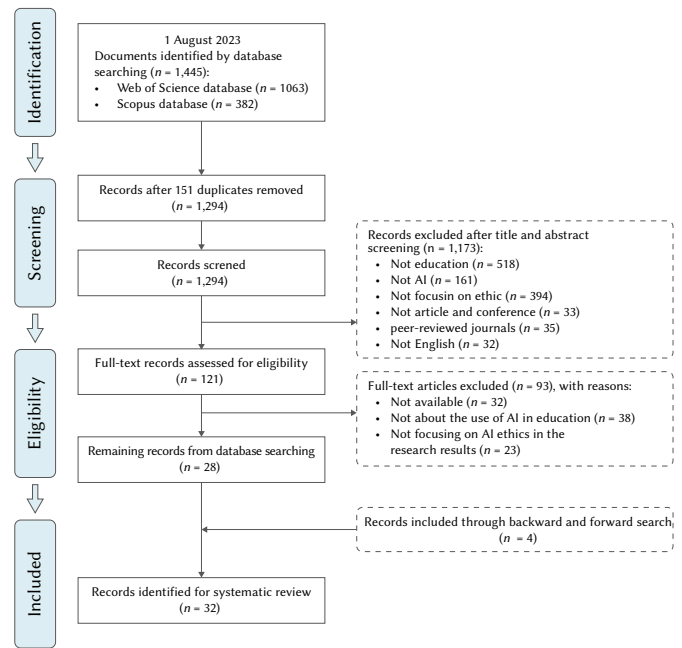 Identification
1 August 2023
Documents identified by database
searching (n = 1,445):
• Web of Science database (n = 1063)
• Scopus database (n = 382)
Screening
Records after 151 duplicates removed
(n = 1,294)
Records screned
(n = 1,294)
Records excluded after title and abstract
screening (n = 1,173):
• Not education (n = 518)
• Not AI (n = 161)
• Not focusin on ethic (n = 394)
• Not article and conference (n = 33)
• peer-reviewed journals (n = 35)
• Not English (n = 32)
Eligibility
Full-text records assessed for eligibility
(n = 121)
Full-text articles excluded (n = 93), with reasons:
• Not available (n = 32)
• Not about the use of AI in education (n = 38)
• Not focusing on AI ethics in the
research results (n = 23)
Remaining records from database searching
(n = 28)
Included
Records included through backward and forward search
(n = 4)
Records identified for systematic review
(n = 32)